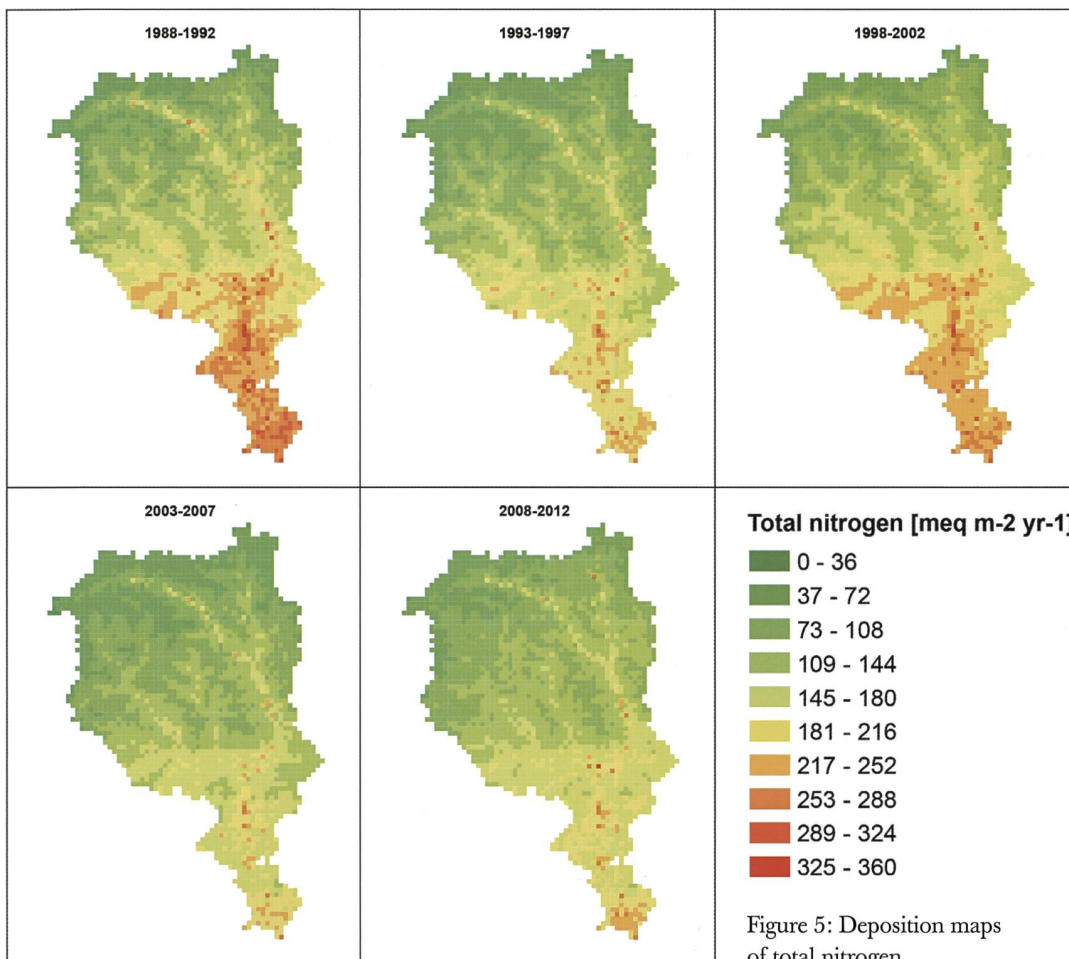 1988-1992
1993-1997
1998-2002
2003-2007
2008-2012
Total nitrogen [meq m-2 yr-1]
0 - 36
37 - 72
73 - 108
109 - 144
145 - 180
181 - 216
217 - 252
253 - 288
289 - 324
325 - 360
Figure 5: Deposition maps
of total nitrogen